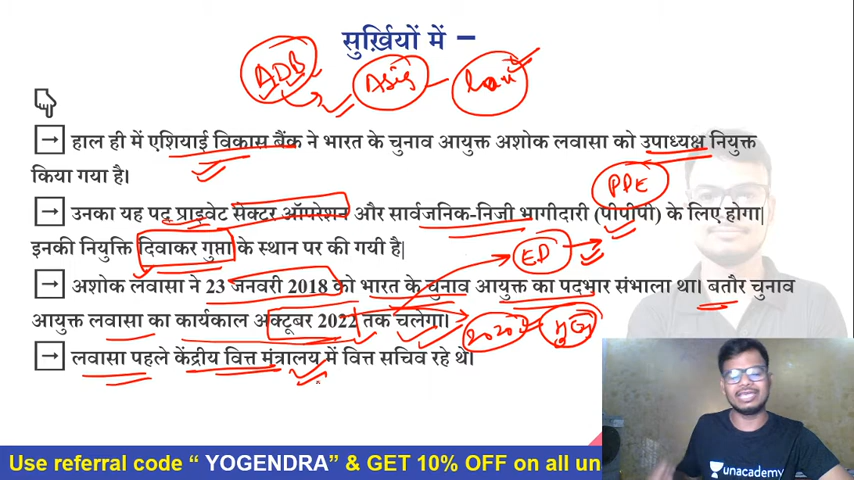 सुर्ख़ियों में –
ADB
Asia
→ हाल ही में एशियाई विकास बैंक ने भारत के चुनाव आयुक्त अशोक लवासा को उपाध्यक्ष नियुक्त
किया गया है।
→ उनका यह पद प्राइवेट सेक्टर ऑपरेशन और सार्वजनिक-निजी भागीदारी (पीपीपी) के लिए होगा|
इनकी नियुक्ति दिवाकर गुप्ता के स्थान पर की गयी है|
ED
→ अशोक लवासा ने 23 जनवरी 2018 को भारत के चुनाव आयुक्त का पदभार संभाला था। बतौर चुनाव
आयुक्त लवासा का कार्यकाल अक्टूबर 2022 तक चलेगा।
→ लवासा पहले केंद्रीय वित्त मंत्रालय में वित्त सचिव रहे थे।
unacademy
Use referral code “ YOGENDRA” & GET 10% OFF on all un